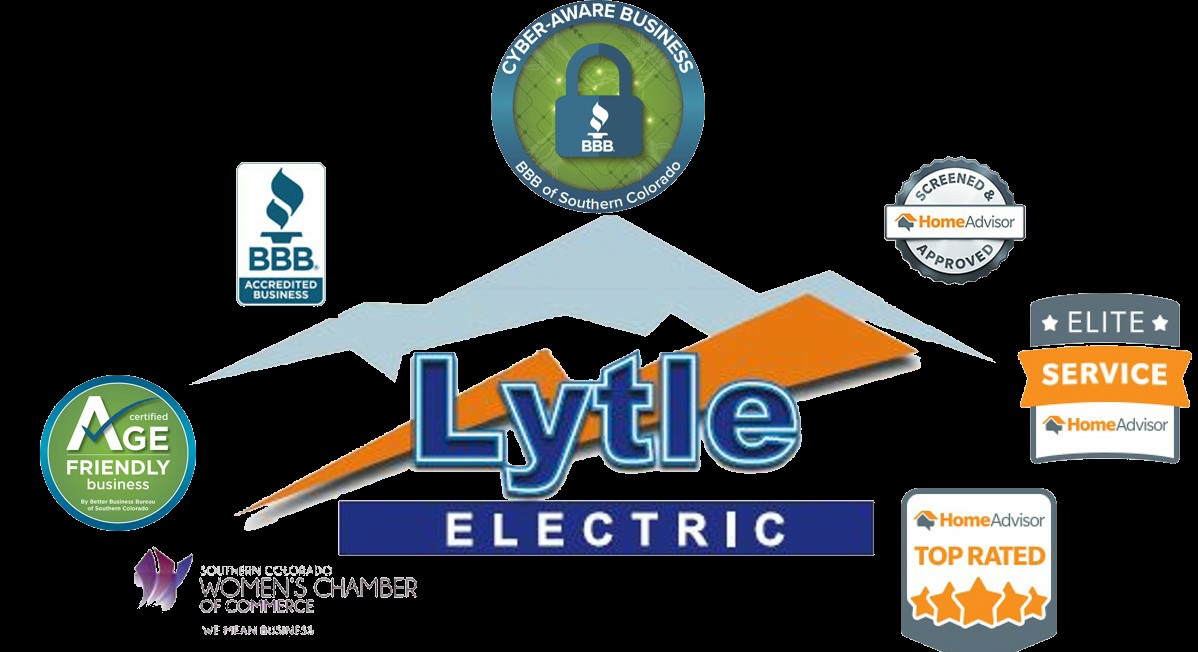 CYBER-AWARE BUSINESS
BBB
BBB of Southern Colorado
BBB
ACCREDITED
BUSINESS
SCREENED &
HomeAdvisor
APPROVED
★ ELITE ★
SERVICE
HomeAdvisor
certified
AGE
FRIENDLY
business
By Better Business Bureau
of Southern Colorado
Lytle
ELECTRIC
HomeAdvisor
TOP RATED
SOUTHERN COLORADO
WOMEN'S CHAMBER
OF COMMERCE
WE MEAN BUSINESS